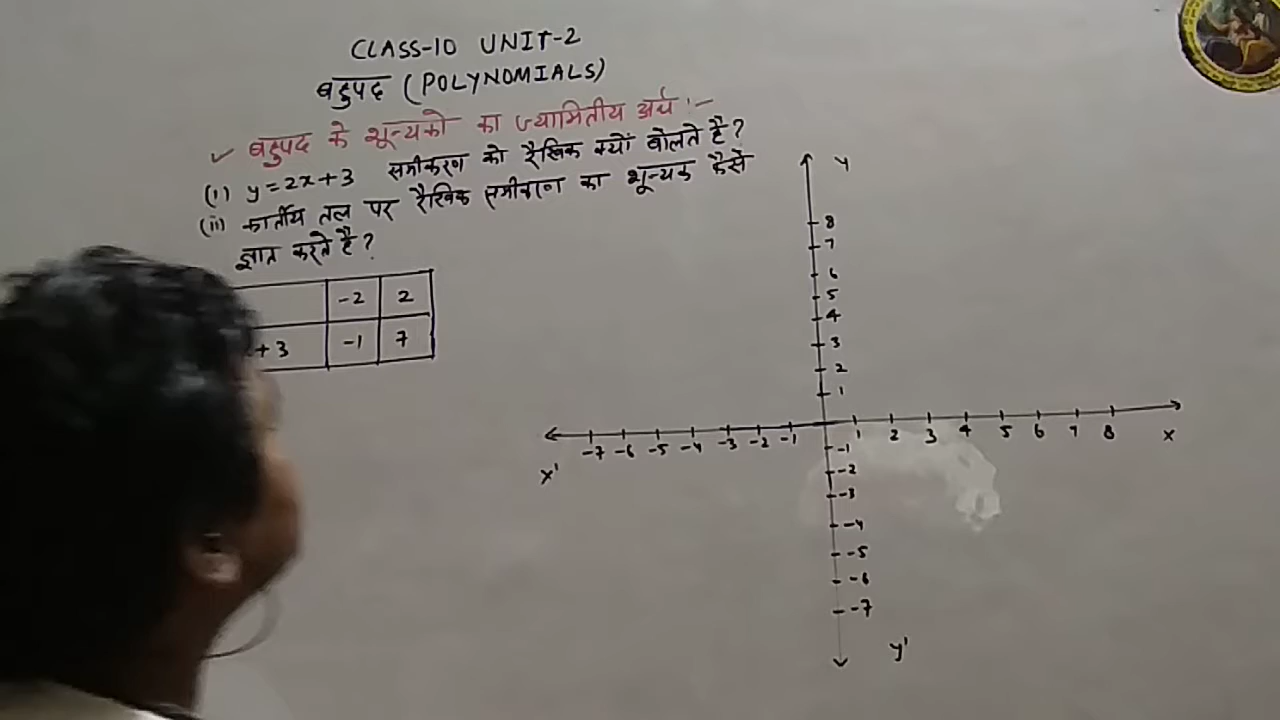 CLASS-10 UNIT-2
बहुपद (POLYNOMIALS)
✓ बहुपद के शून्यको का ज्यामितीय अर्थ :-
(i) y=2x+3 समीकरण को रैखिक क्यों बोलते है?
(ii) कार्तीय तल पर रैखिक समीकरण का शून्यक कैसे
ज्ञात करते है?
-2 2
+3 -1 7
y
8
7
6
5
4
3
2
1
-7 -6 -5 -4 -3 -2 -1 1 2 3 4 5 6 7 8
x' x
-1
-2
-3
-4
-5
-6
-7
y'